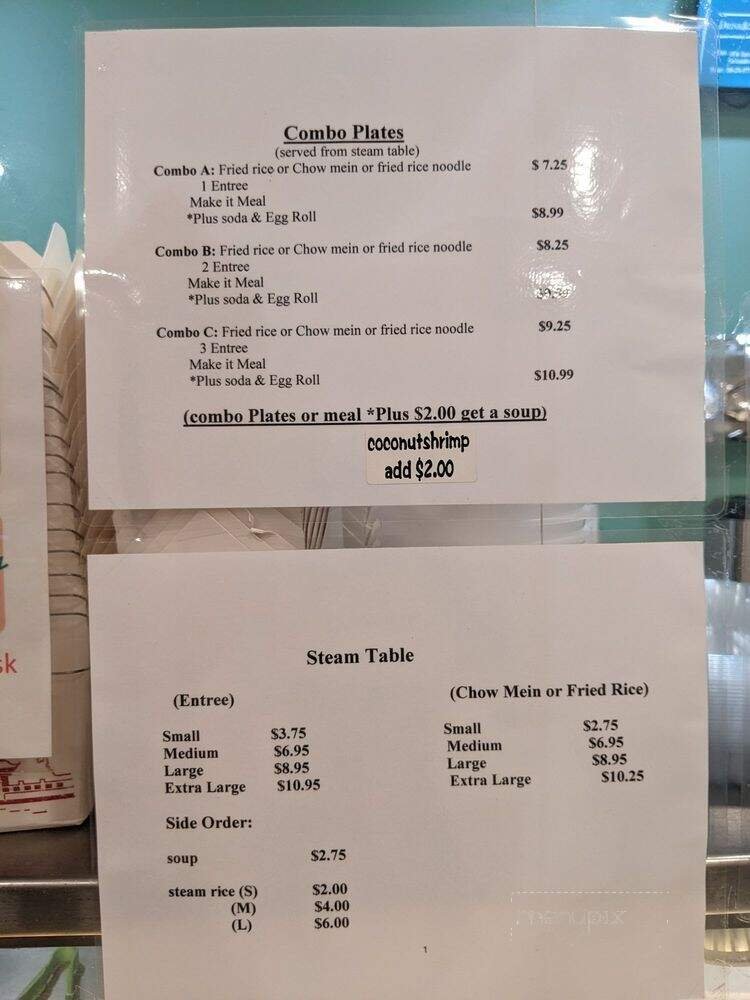 Combo Plates
(served from steam table)
Combo A: Fried rice or Chow mein or fried rice noodle $ 7.25
1 Entree
Make it Meal
*Plus soda & Egg Roll $8.99
Combo B: Fried rice or Chow mein or fried rice noodle $8.25
2 Entree
Make it Meal
*Plus soda & Egg Roll
Combo C: Fried rice or Chow mein or fried rice noodle $9.25
3 Entree
Make it Meal
*Plus soda & Egg Roll $10.99
(combo Plates or meal *Plus $2.00 get a soup)
coconutshrimp
add $2.00
sk
Steam Table
(Entree)
Small $3.75
Medium $6.95
Large $8.95
Extra Large $10.95
(Chow Mein or Fried Rice)
Small $2.75
Medium $6.95
Large $8.95
Extra Large $10.25
Side Order:
soup $2.75
steam rice (S) $2.00
(M) $4.00
(L) $6.00
menupix
1